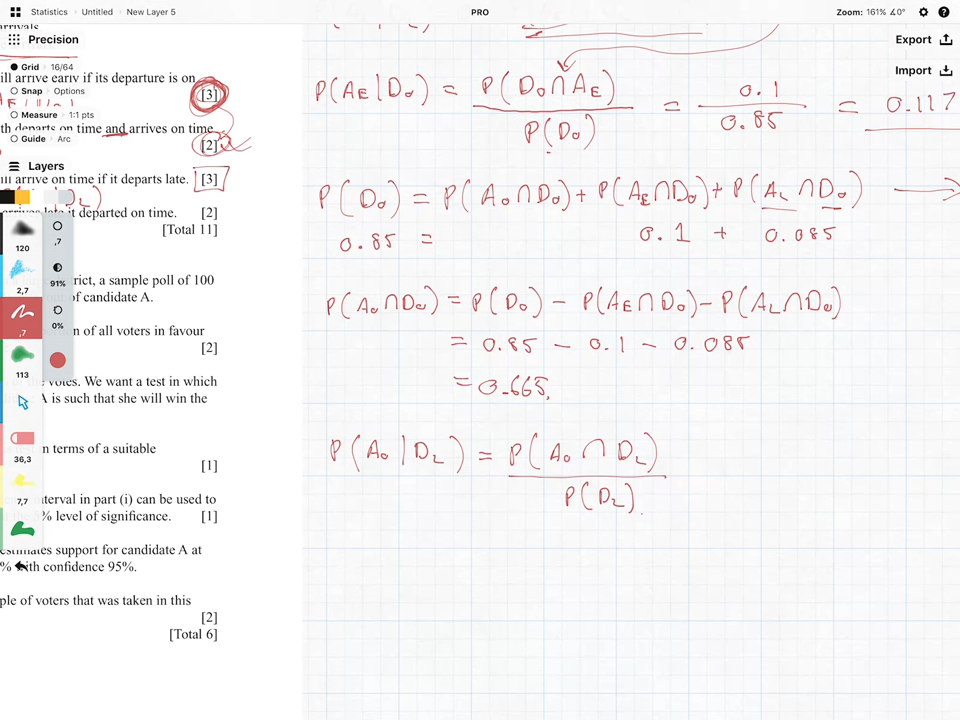 Statistics › Untitled › New Layer 5
PRO
Zoom: 161% ∠0°
Precision
Grid 16/64
Snap • Options
Measure • 1:1 pts
Guide • Arc
Layers
120
2,7
,7
113
36,3
7,7
,7
91%
0%
Export
Import
ill arrive early if its departure is on
[3]
departs on time and arrives on time
[2]
ill arrive on time if it departs late. [3]
departed on time. [2]
[Total 11]
rict, a sample poll of 100
of candidate A.
n of all voters in favour
[2]
votes. We want a test in which
A is such that she will win the
n terms of a suitable
[1]
interval in part (i) can be used to
% level of significance. [1]
estimates support for candidate A at
% with confidence 95%.
ple of voters that was taken in this
[2]
[Total 6]
P(A_E|D_o) = P(D_o ∩ A_E) / P(D_o) = 0.1 / 0.85 = 0.117
P(D_o) = P(A_o ∩ D_o) + P(A_E ∩ D_o) + P(A_L ∩ D_o) →
0.85 = 0.1 + 0.085
P(A_o ∩ D_o) = P(D_o) − P(A_E ∩ D_o) − P(A_L ∩ D_o)
= 0.85 − 0.1 − 0.085
= 0.665
P(A_o|D_L) = P(A_o ∩ D_L) / P(D_L)